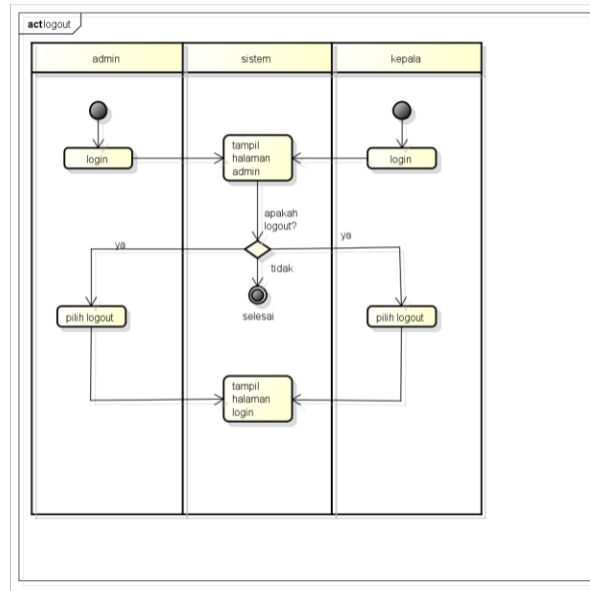 act logout
admin
sistem
kepala
login
tampil
halaman
admin
login
apakah
logout?
ya
ya
tidak
pilih logout
selesai
pilih logout
tampil
halaman
login